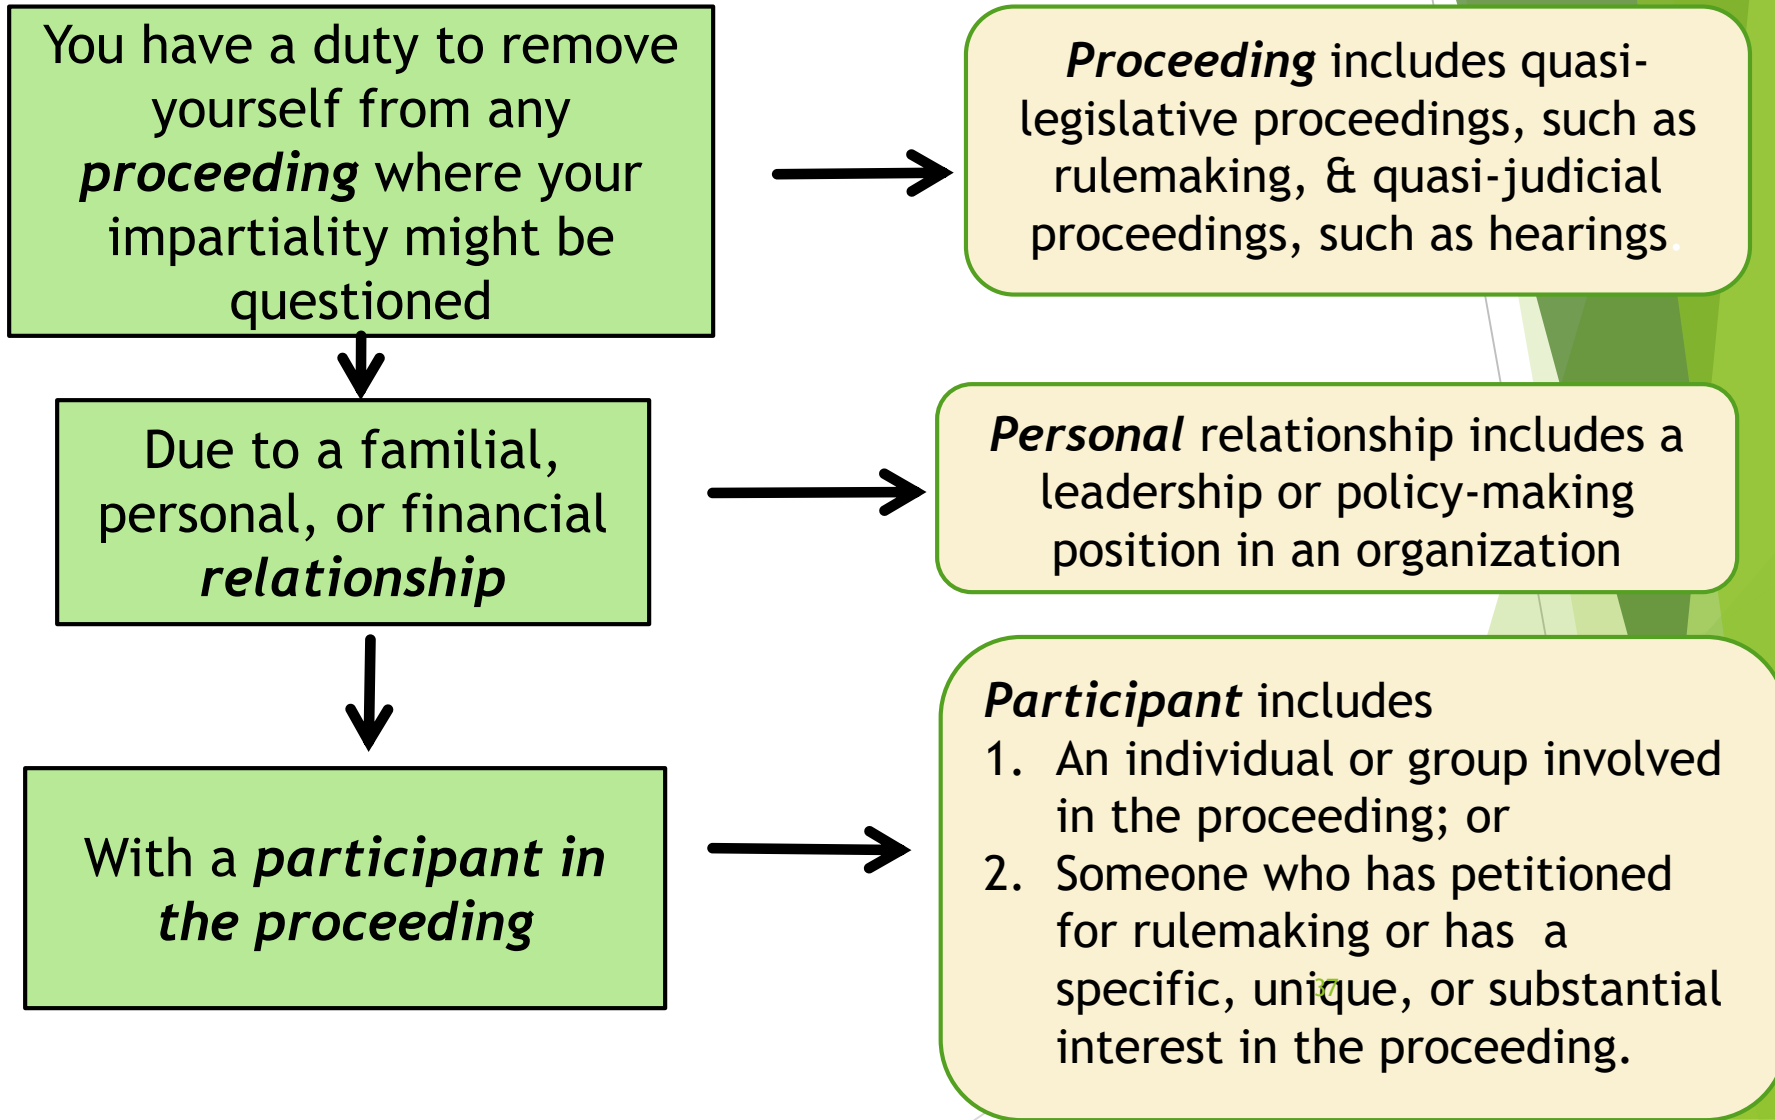 You have a duty to remove
yourself from any
proceeding where your
impartiality might be
questioned
Proceeding includes quasi-
legislative proceedings, such as
rulemaking, & quasi-judicial
proceedings, such as hearings.
Due to a familial,
personal, or financial
relationship
Personal relationship includes a
leadership or policy-making
position in an organization
With a participant in
the proceeding
Participant includes
1. An individual or group involved
in the proceeding; or
2. Someone who has petitioned
for rulemaking or has a
specific, unique, or substantial
interest in the proceeding.
37